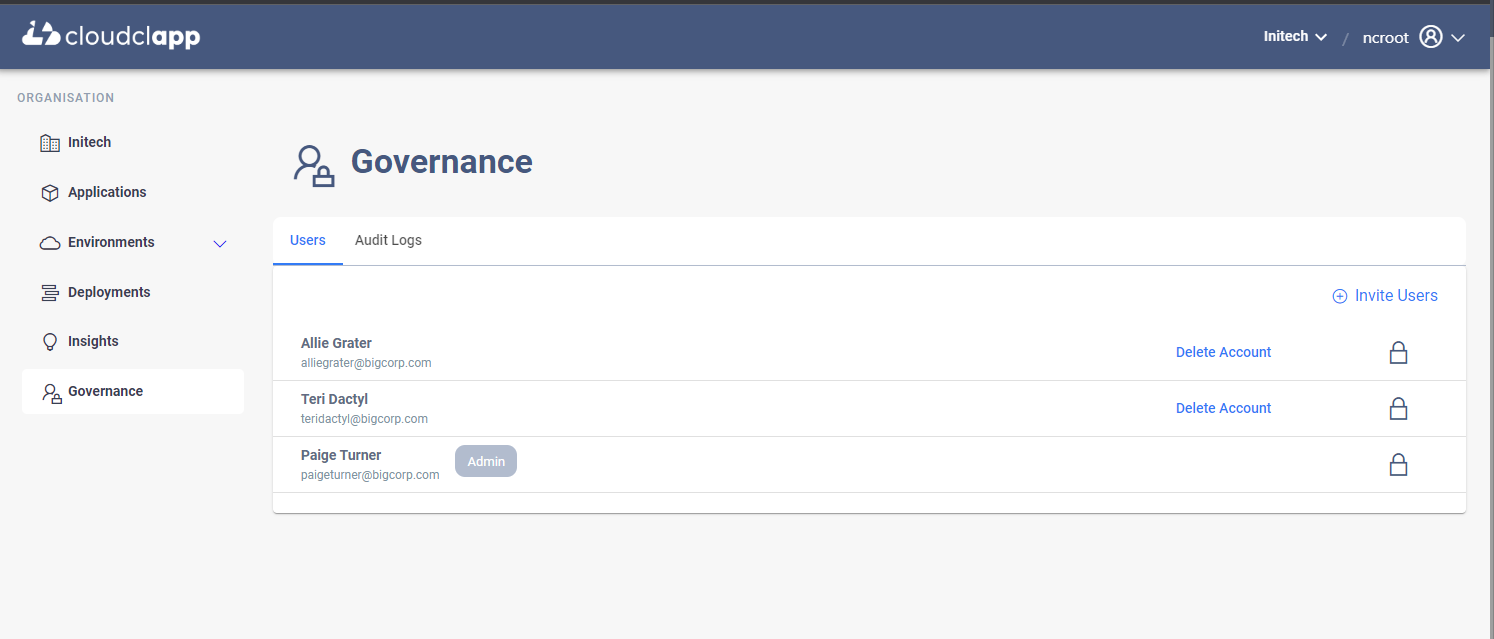 cloudclapp
Initech / ncroot
ORGANISATION
Initech
Applications
Environments
Deployments
Insights
Governance
Governance
Users Audit Logs
Invite Users
Allie Grater
alliegrater@bigcorp.com
Delete Account
Teri Dactyl
teridactyl@bigcorp.com
Delete Account
Paige Turner
paigeturner@bigcorp.com
Admin